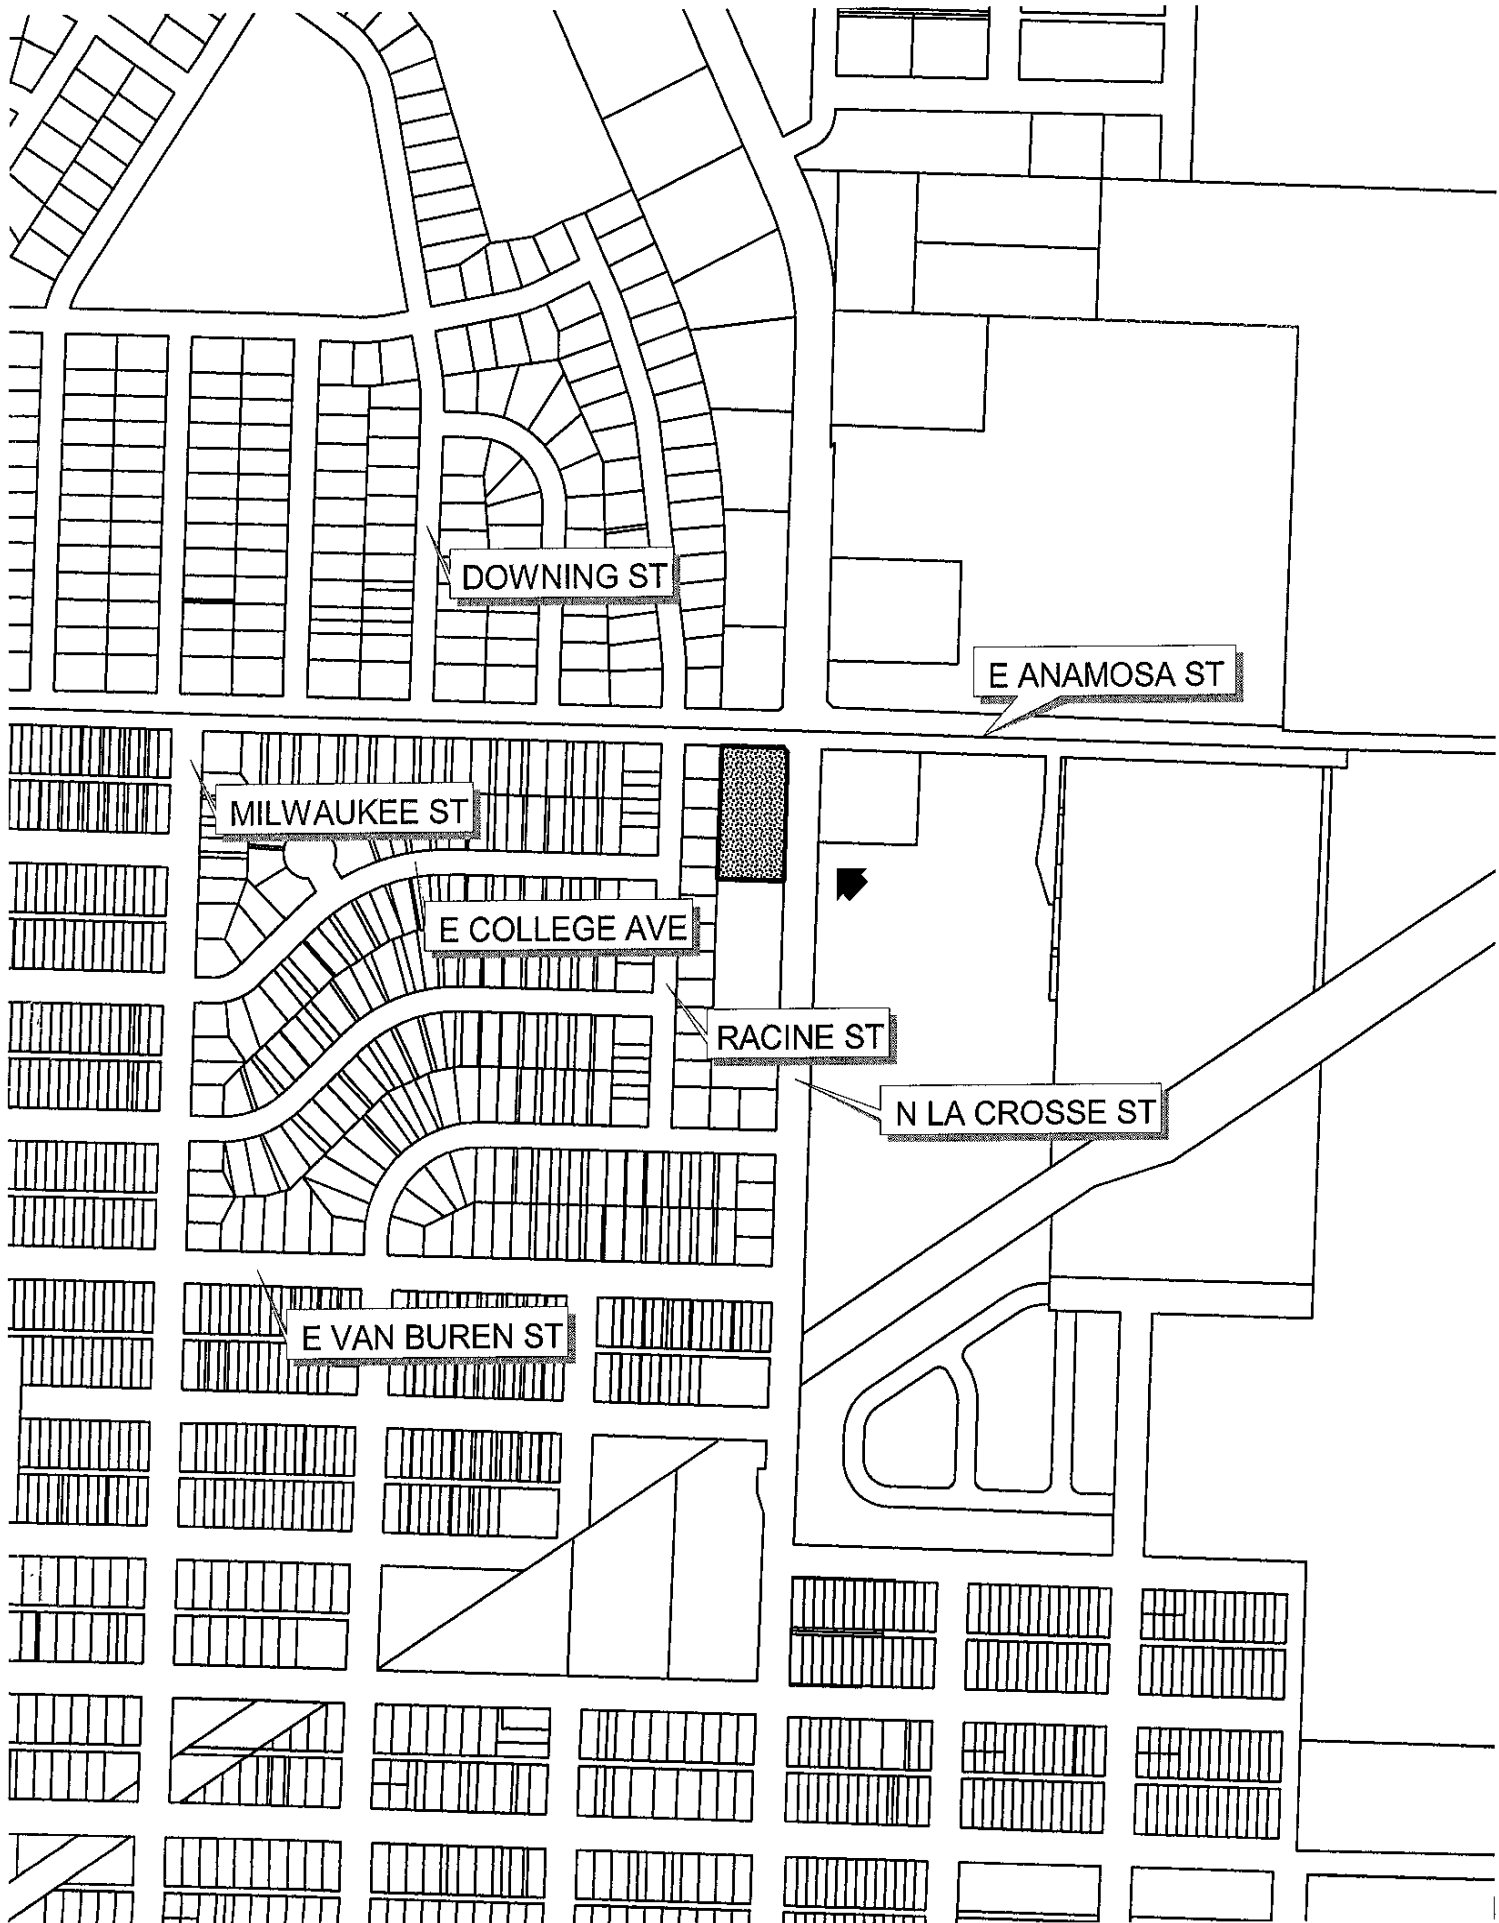 DOWNING ST
E ANAMOSA ST
MILWAUKEE ST
E COLLEGE AVE
RACINE ST
N LA CROSSE ST
E VAN BUREN ST